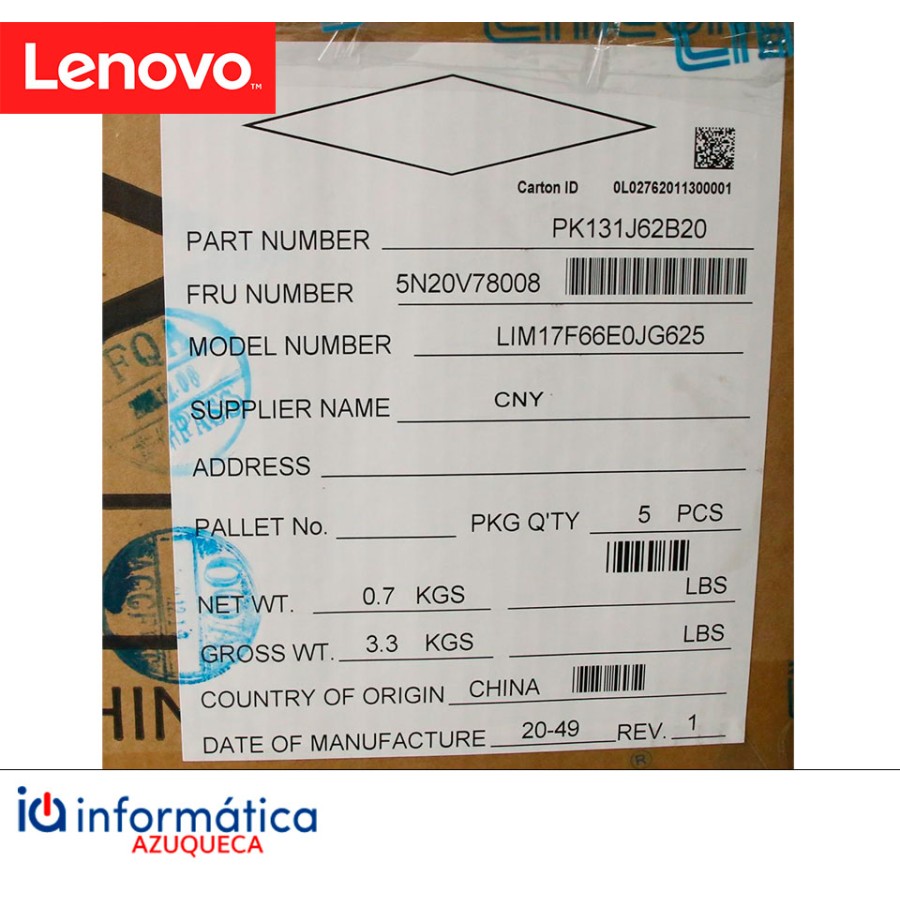 Lenovo™
Carton ID 0L02762011300001
PART NUMBER PK131J62B20
FRU NUMBER 5N20V78008
MODEL NUMBER LIM17F66E0JG625
SUPPLIER NAME CNY
ADDRESS
PALLET No. PKG Q'TY 5 PCS
NET WT. 0.7 KGS LBS
GROSS WT. 3.3 KGS LBS
COUNTRY OF ORIGIN CHINA
DATE OF MANUFACTURE 20-49 REV. 1
®
iQ informática
AZUQUECA